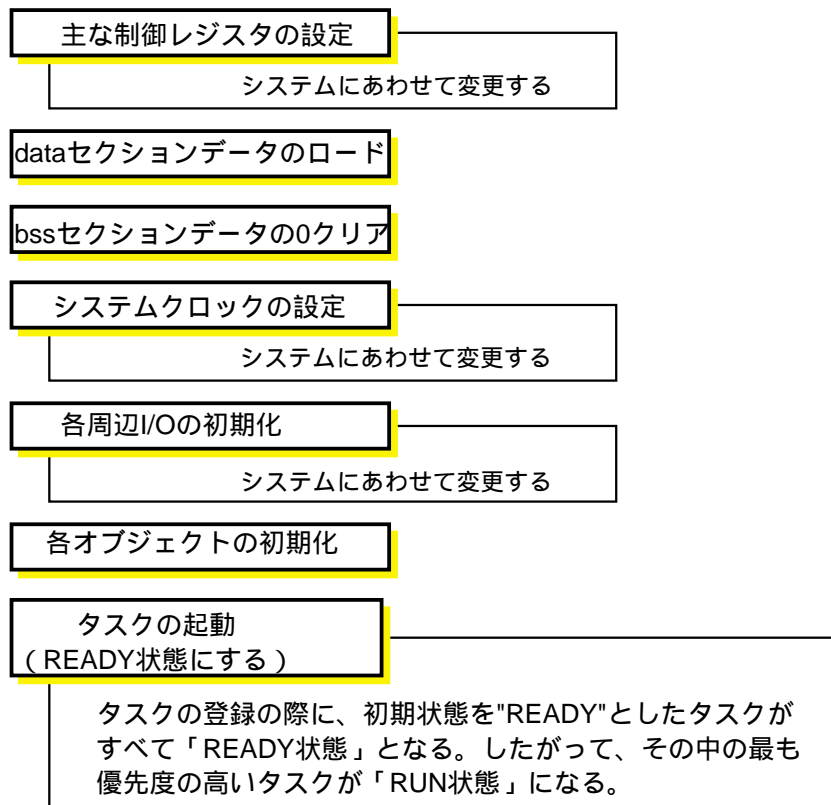 主な制御レジスタの設定
システムにあわせて変更する
dataセクションデータのロード
bssセクションデータの0クリア
システムクロックの設定
システムにあわせて変更する
各周辺I/Oの初期化
システムにあわせて変更する
各オブジェクトの初期化
タスクの起動
（READY状態にする）
タスクの登録の際に、初期状態を"READY"としたタスクが
すべて「READY状態」となる。したがって、その中の最も
優先度の高いタスクが「RUN状態」になる。